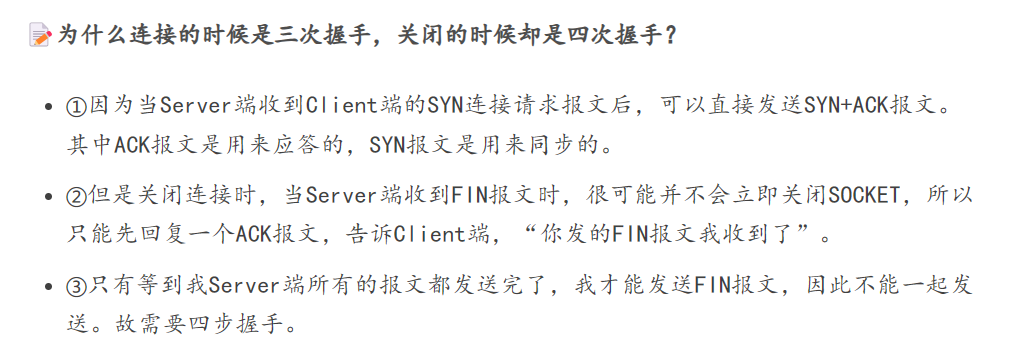 📝为什么连接的时候是三次握手，关闭的时候却是四次握手？
• ①因为当Server端收到Client端的SYN连接请求报文后，可以直接发送SYN+ACK报文。
其中ACK报文是用来应答的，SYN报文是用来同步的。
• ②但是关闭连接时，当Server端收到FIN报文时，很可能并不会立即关闭SOCKET，所以
只能先回复一个ACK报文，告诉Client端，“你发的FIN报文我收到了”。
• ③只有等到我Server端所有的报文都发送完了，我才能发送FIN报文，因此不能一起发
送。故需要四步握手。